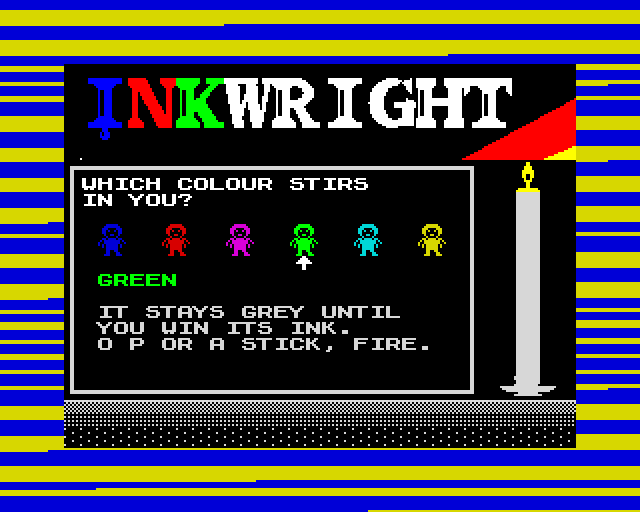 INKWRIGHT
WHICH COLOUR STIRS
IN YOU?
GREEN
IT STAYS GREY UNTIL
YOU WIN ITS INK.
O P OR A STICK, FIRE.